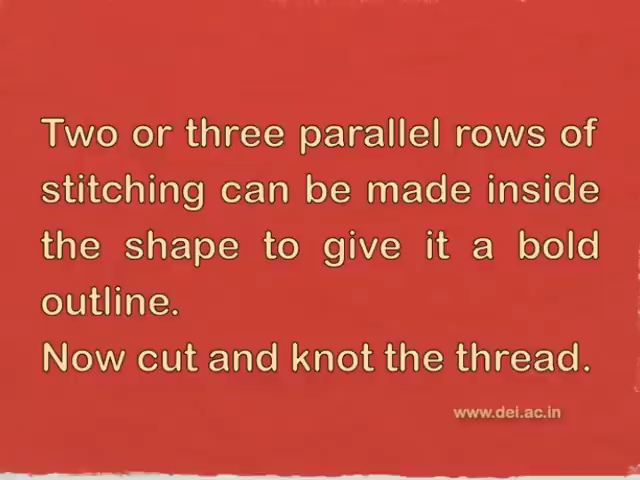 Two or three parallel rows of
stitching can be made inside
the shape to give it a bold
outline.
Now cut and knot the thread.
www.dei.ac.in